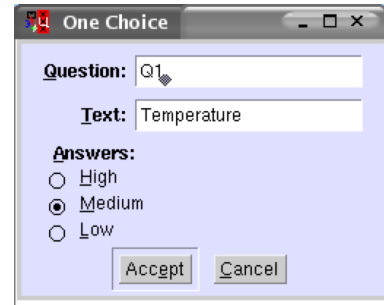 One Choice
Question: Q1
Text: Temperature
Answers:
High
Medium
Low
Accept Cancel